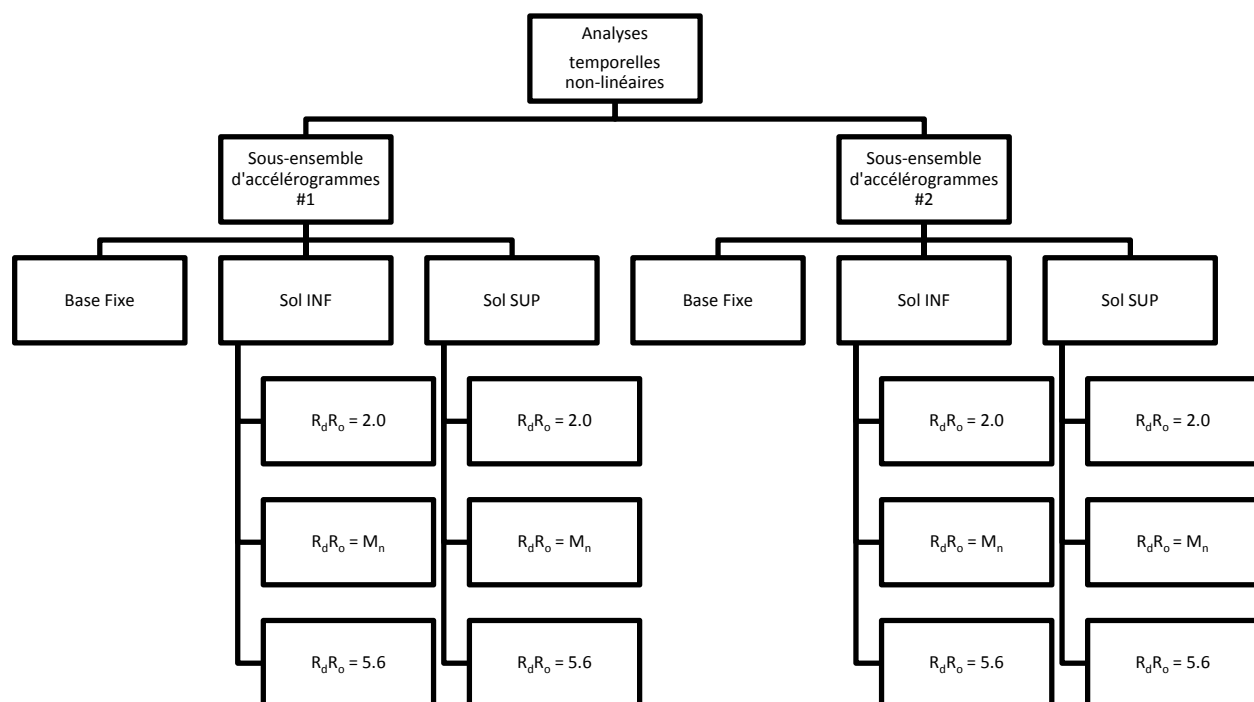 Analyses
temporelles
non-linéaires
Sous-ensemble
d'accélérogrammes
#1
Sous-ensemble
d'accélérogrammes
#2
Base Fixe
Sol INF
Sol SUP
Base Fixe
Sol INF
Sol SUP
RdRo = 2.0
RdRo = 2.0
RdRo = 2.0
RdRo = 2.0
RdRo = Mn
RdRo = Mn
RdRo = Mn
RdRo = Mn
RdRo = 5.6
RdRo = 5.6
RdRo = 5.6
RdRo = 5.6